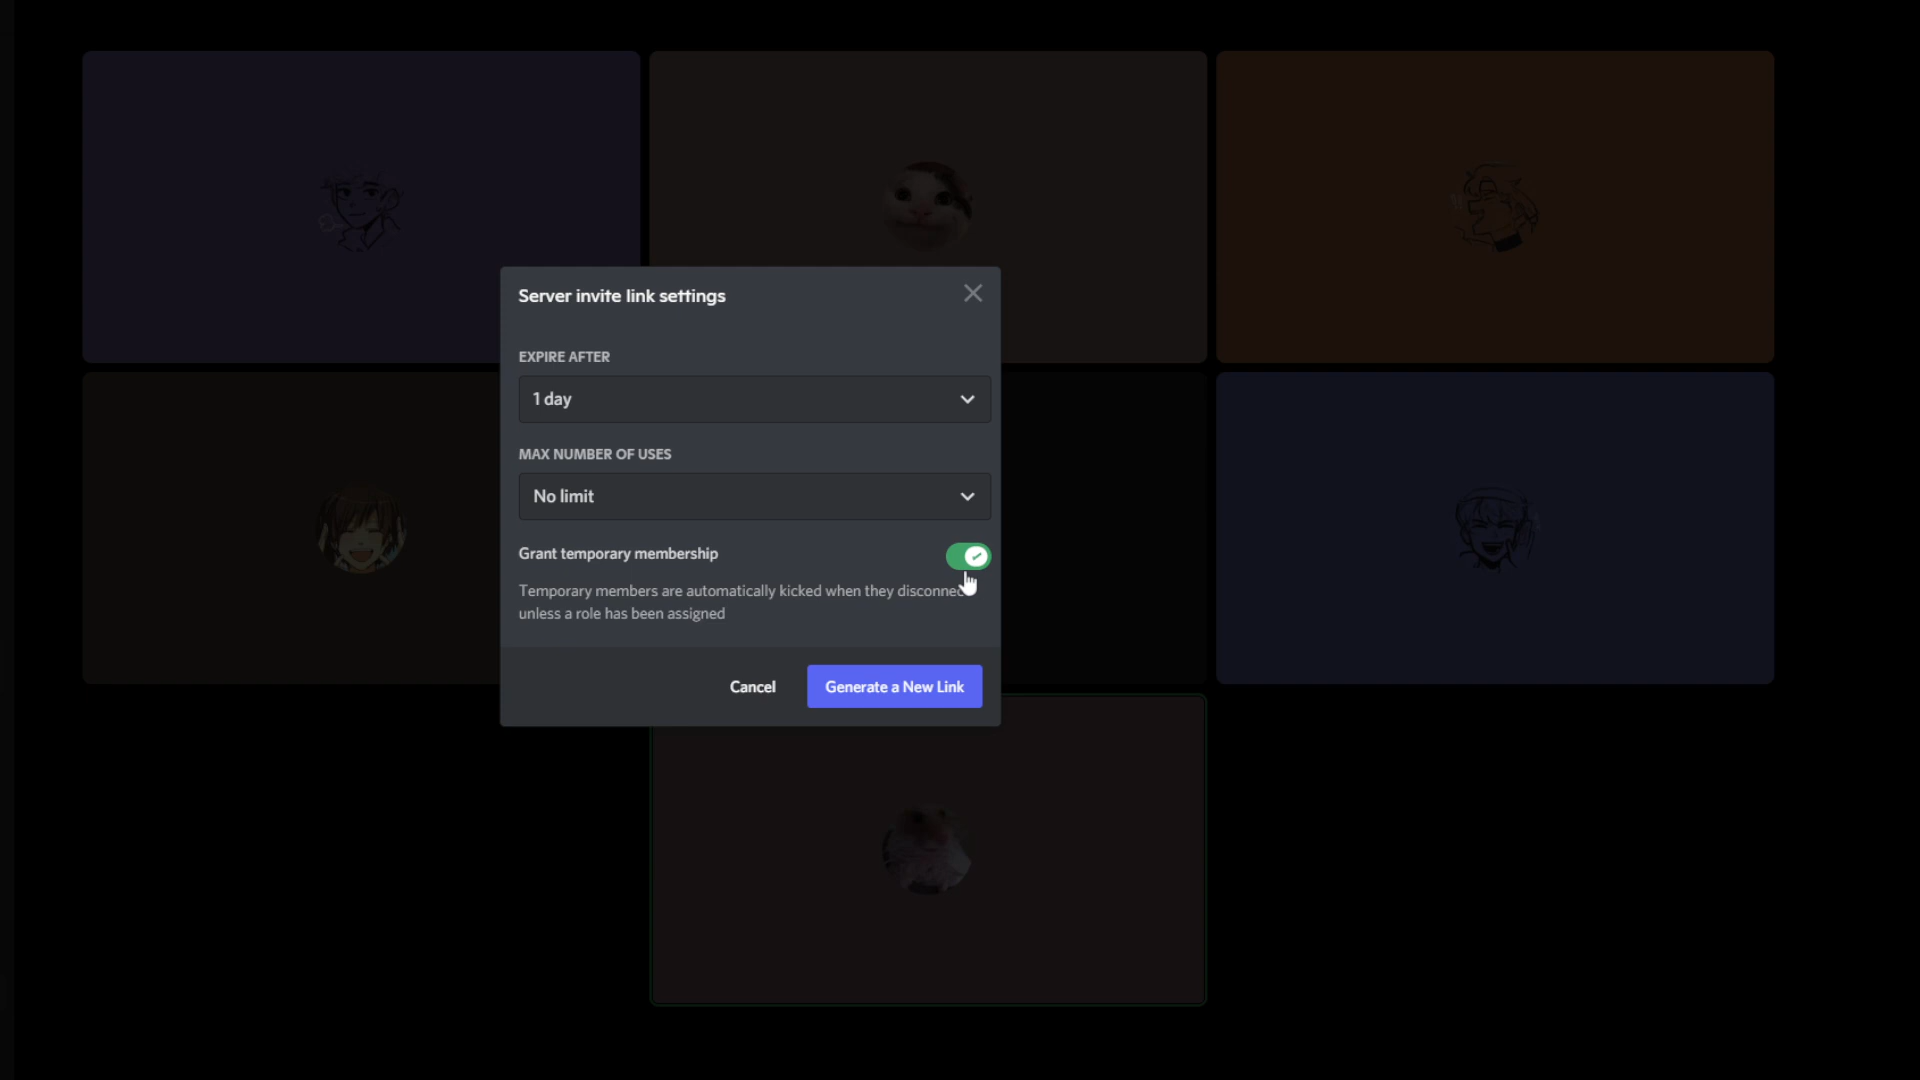 Server invite link settings
EXPIRE AFTER
1 day
MAX NUMBER OF USES
No limit
Grant temporary membership
Temporary members are automatically kicked when they disconnec
unless a role has been assigned
Cancel
Generate a New Link